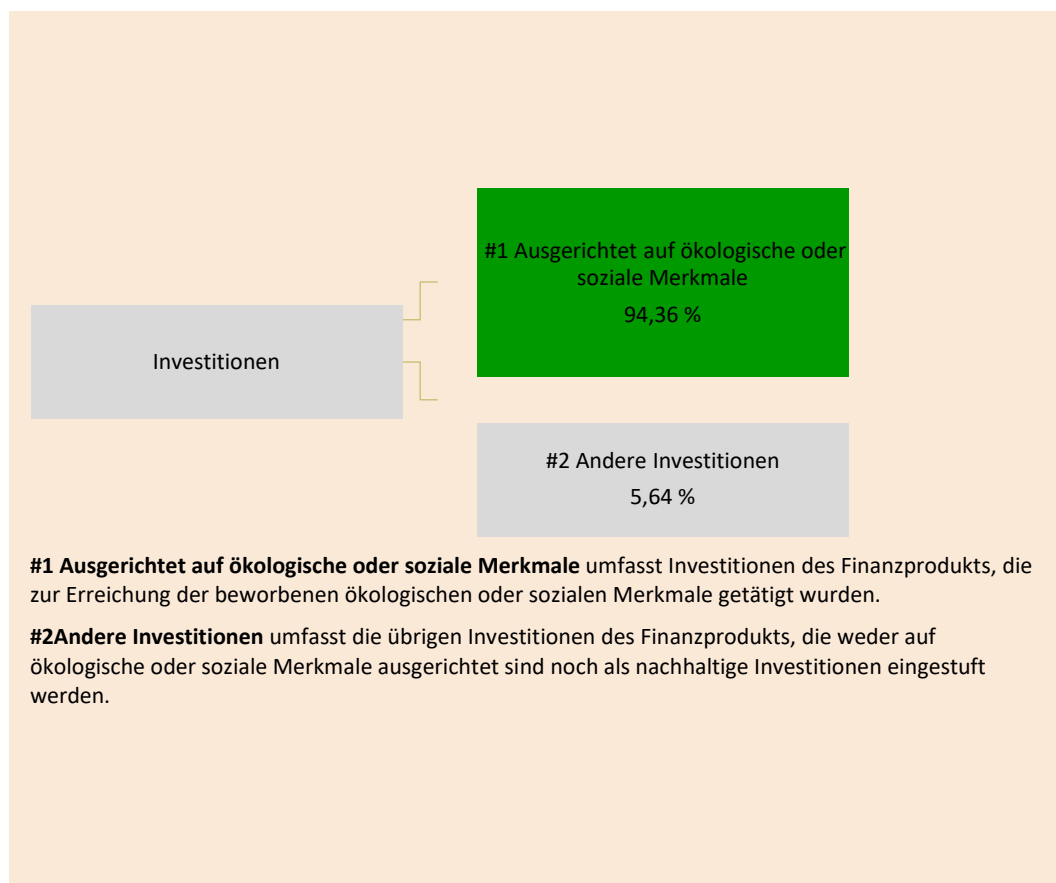 #1 Ausgerichtet auf ökologische oder
soziale Merkmale
94,36 %
Investitionen
#2 Andere Investitionen
5,64 %
#1 Ausgerichtet auf ökologische oder soziale Merkmale umfasst Investitionen des Finanzprodukts, die
zur Erreichung der beworbenen ökologischen oder sozialen Merkmale getätigt wurden.
#2Andere Investitionen umfasst die übrigen Investitionen des Finanzprodukts, die weder auf
ökologische oder soziale Merkmale ausgerichtet sind noch als nachhaltige Investitionen eingestuft
werden.